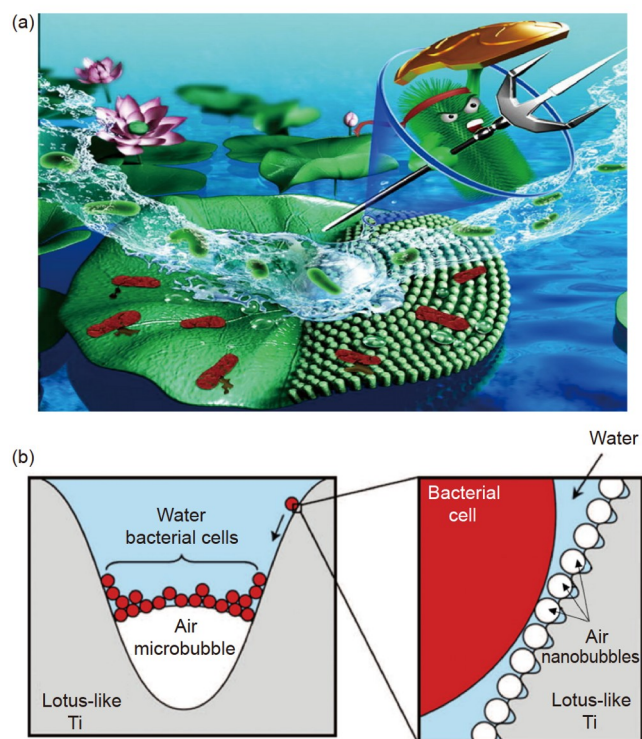 (a)
(b)
Water
Water
bacterial cells
Air
microbubble
Lotus-like
Ti
Bacterial
cell
Air
nanobubbles
Lotus-like
Ti